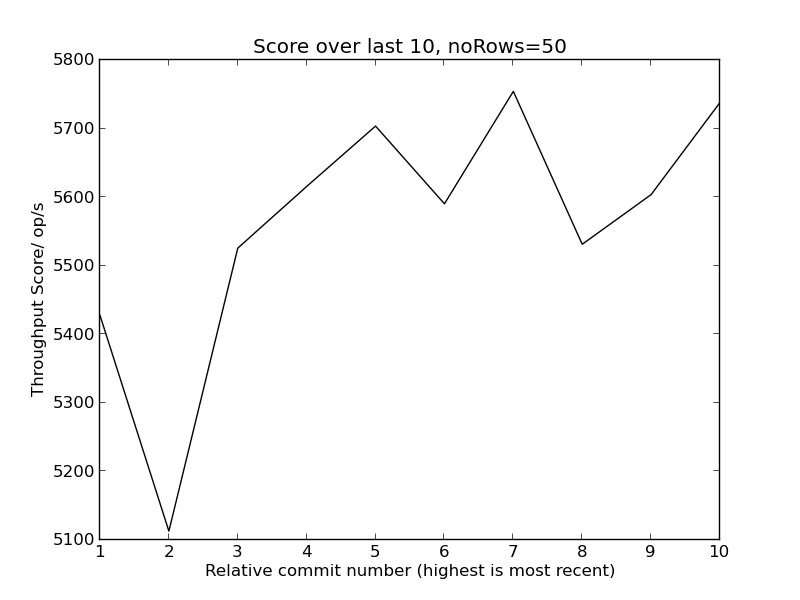 Score over last 10, noRows=50
5800
5700
5600
5500
5400
5300
5200
5100
Throughput Score/ op/s
1 2 3 4 5 6 7 8 9 10
Relative commit number (highest is most recent)